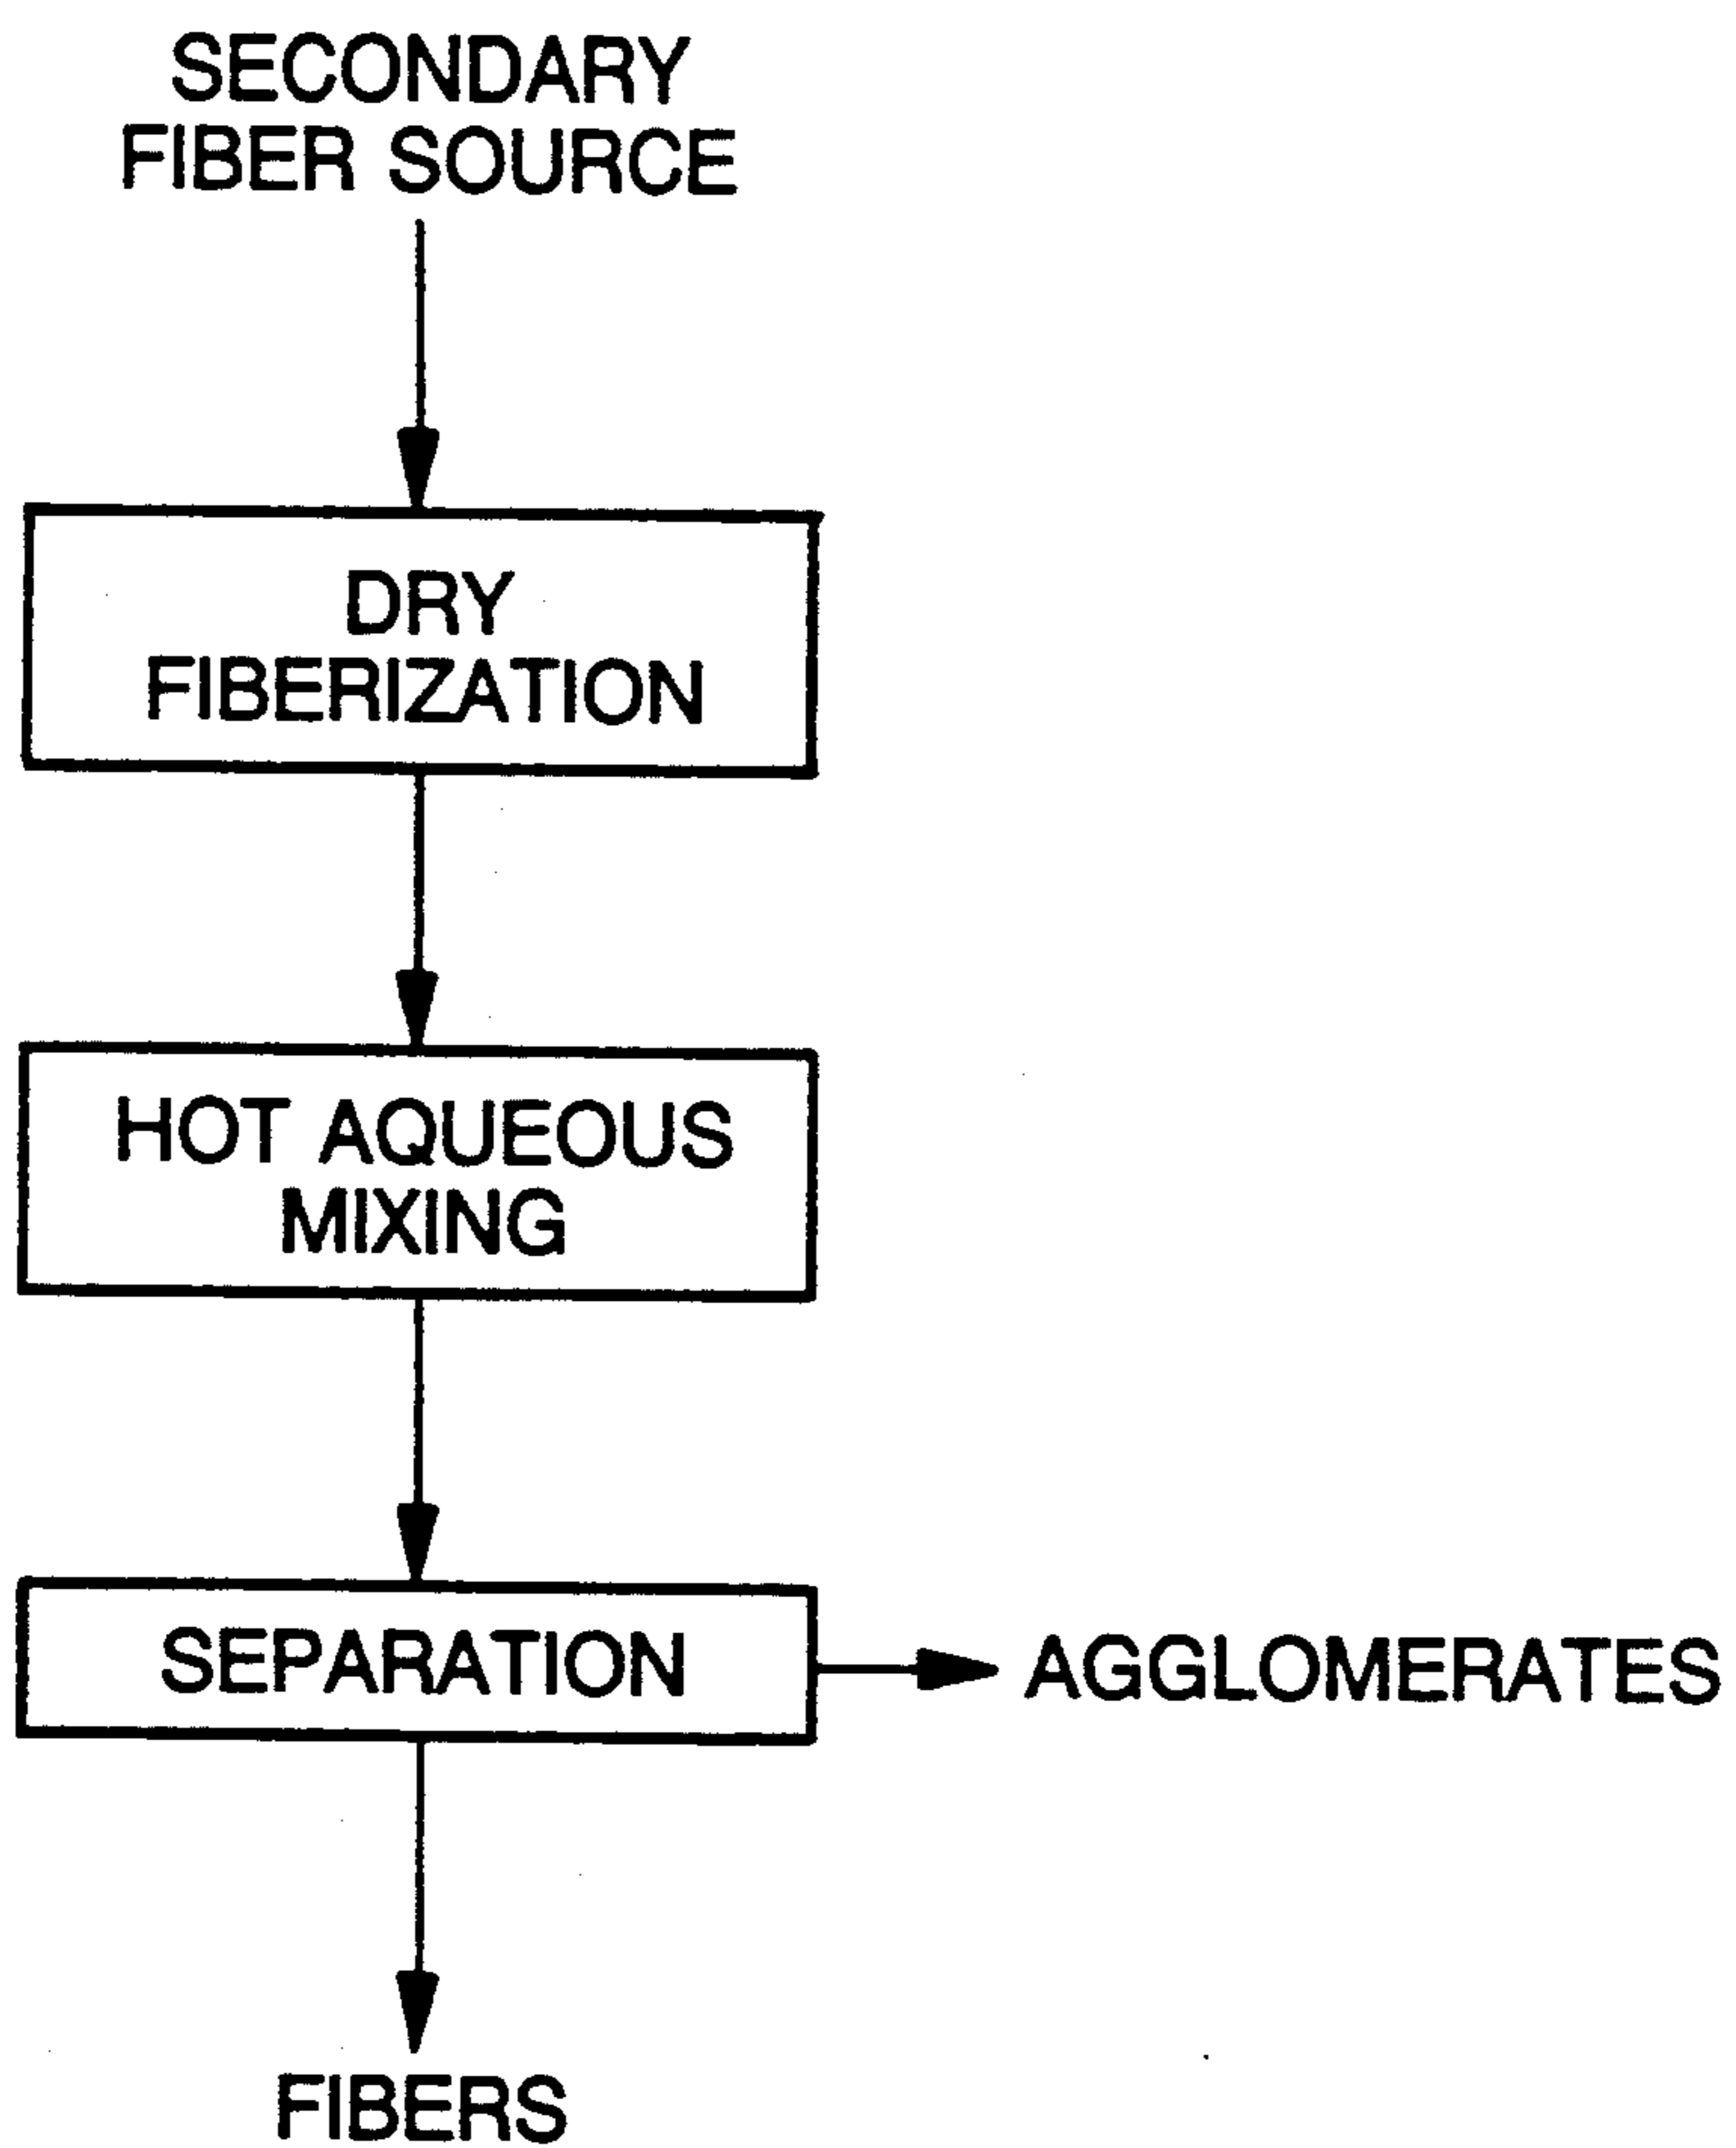 SECONDARY
FIBER SOURCE
DRY
FIBERIZATION
HOT AQUEOUS
MIXING
SEPARATION
AGGLOMERATES
FIBERS